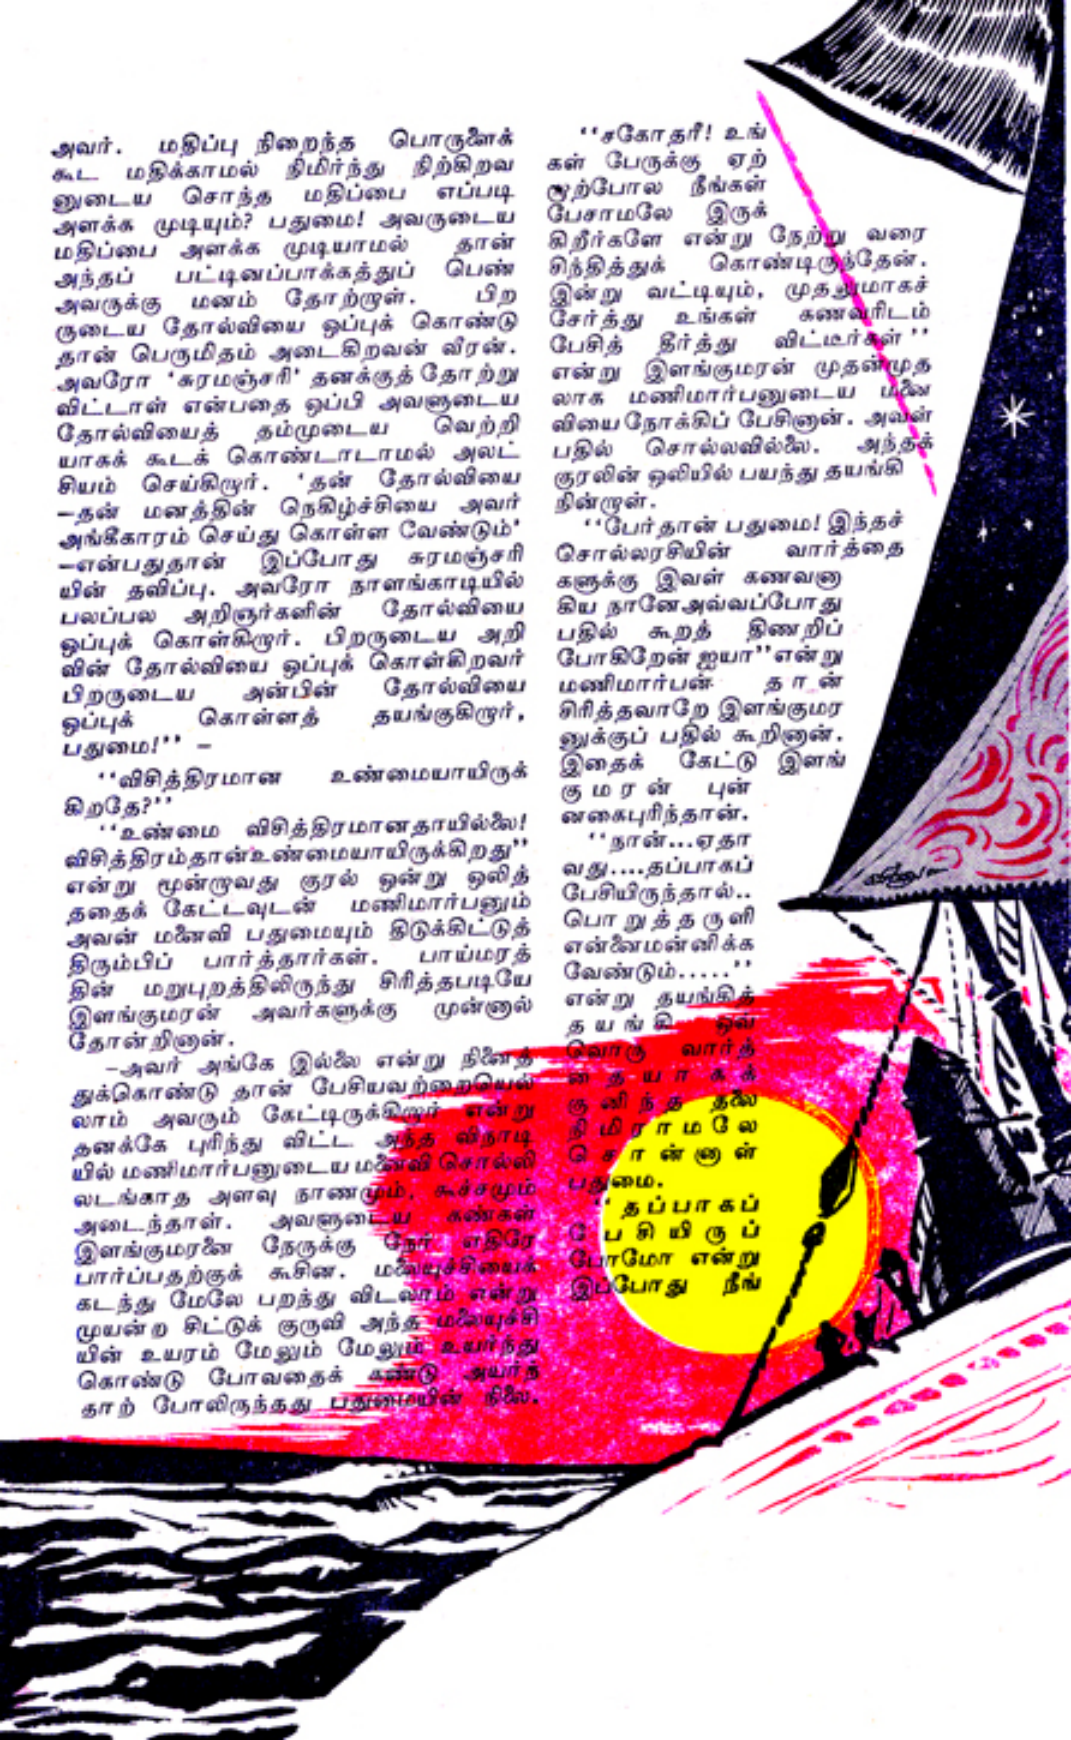 அவர். மதிப்பு நிறைந்த பொருளைக்
கூட மதிக்காமல் நிமிர்ந்து நிற்கிறவ
னுடைய சொந்த மதிப்பை எப்படி
அளக்க முடியும்? பதுமை! அவருடைய
மதிப்பை அளக்க முடியாமல் தான்
அந்தப் பட்டினப்பாக்கத்துப் பெண்
அவருக்கு மனம் தோற்றாள். பிற
ருடைய தோல்வியை ஒப்புக் கொண்டு
தான் பெருமிதம் அடைகிறவன் வீரன்.
அவரோ 'சுரமஞ்சரி' தனக்குத் தோற்று
விட்டாள் என்பதை ஒப்பி அவளுடைய
தோல்வியைத் தம்முடைய வெற்றி
யாகக் கூடக் கொண்டாடாமல் அலட்
சியம் செய்கிறார். 'தன் தோல்வியை
—தன் மனத்தின் நெகிழ்ச்சியை அவர்
அங்கீகாரம் செய்து கொள்ள வேண்டும்'
—என்பதுதான் இப்போது சுரமஞ்சரி
யின் தவிப்பு. அவரோ நாளங்காடியில்
பலப்பல அறிஞர்களின் தோல்வியை
ஒப்புக் கொள்கிறார். பிறருடைய அறி
வின் தோல்வியை ஒப்புக் கொள்கிறவர்
பிறருடைய அன்பின் தோல்வியை
ஒப்புக் கொள்ளத் தயங்குகிறார்,
பதுமை!'' —
''விசித்திரமான உண்மையாயிருக்
கிறதே?''
''உண்மை விசித்திரமானதாயில்லை!
விசித்திரம்தான் உண்மையாயிருக்கிறது''
என்று மூன்றாவது குரல் ஒன்று ஒலித்
ததைக் கேட்டவுடன் மணிமார்பனும்
அவன் மனைவி பதுமையும் திடுக்கிட்டுத்
திரும்பிப் பார்த்தார்கள். பாய்மரத்
தின் மறுபுறத்திலிருந்து சிரித்தபடியே
இளங்குமரன் அவர்களுக்கு முன்னால்
தோன்றினான்.
—அவர் அங்கே இல்லை என்று நினைத்
துக்கொண்டு தான் பேசியவற்றையெல்
லாம் அவரும் கேட்டிருக்கிறார் என்று
தனக்கே புரிந்து விட்ட அந்த விநாடி
யில் மணிமார்பனுடைய மனைவி சொல்லி
லடங்காத அளவு நாணமும், கூச்சமும்
அடைந்தாள். அவளுடைய கண்கள்
இளங்குமரனை நேருக்கு நேர் எதிரே
பார்ப்பதற்குக் கூசின. மலையுச்சியைக்
கடந்து மேலே பறந்து விடலாம் என்று
முயன்ற சிட்டுக் குருவி அந்த மலையுச்சி
யின் உயரம் மேலும் மேலும் உயர்ந்து
கொண்டு போவதைக் கண்டு அயர்ந்
தாற் போலிருந்தது பதுமையின் நிலை.
''சகோதரீ! உங்
கள் பேருக்கு ஏற்
றாற்போல நீங்கள்
பேசாமலே இருக்
கிறீர்களே என்று நேற்று வரை
சிந்தித்துக் கொண்டிருந்தேன்.
இன்று வட்டியும், முதலுமாகச்
சேர்த்து உங்கள் கணவரிடம்
பேசித் தீர்த்து விட்டீர்கள்''
என்று இளங்குமரன் முதன்முத
லாக மணிமார்பனுடைய மனை
வியை நோக்கிப் பேசினான். அவள்
பதில் சொல்லவில்லை. அந்தக்
குரலின் ஒலியில் பயந்து தயங்கி
நின்றாள்.
''பேர்தான் பதுமை! இந்தச்
சொல்லரசியின் வார்த்தை
களுக்கு இவள் கணவனா
கிய நானே அவ்வப்போது
பதில் கூறத் திணறிப்
போகிறேன் ஐயா'' என்று
மணிமார்பன் தான்
சிரித்தவாறே இளங்குமர
னுக்குப் பதில் கூறினான்.
இதைக் கேட்டு இளங்
குமரன் புன்
னகைபுரிந்தான்.
''நான்...ஏதா
வது....தப்பாகப்
பேசியிருந்தால்..
பொறுத்தருளி
என்னைமன்னிக்க
வேண்டும்.....''
என்று தயங்கித்
தயங்கி ஒவ்
வொரு வார்த்
தையாகக்
குனிந்த தலை
நிமிராமலே
சொன்னாள்
பதுமை.
''தப்பாகப்
பேசியிருப்
போமோ என்று
இப்போது நீங்